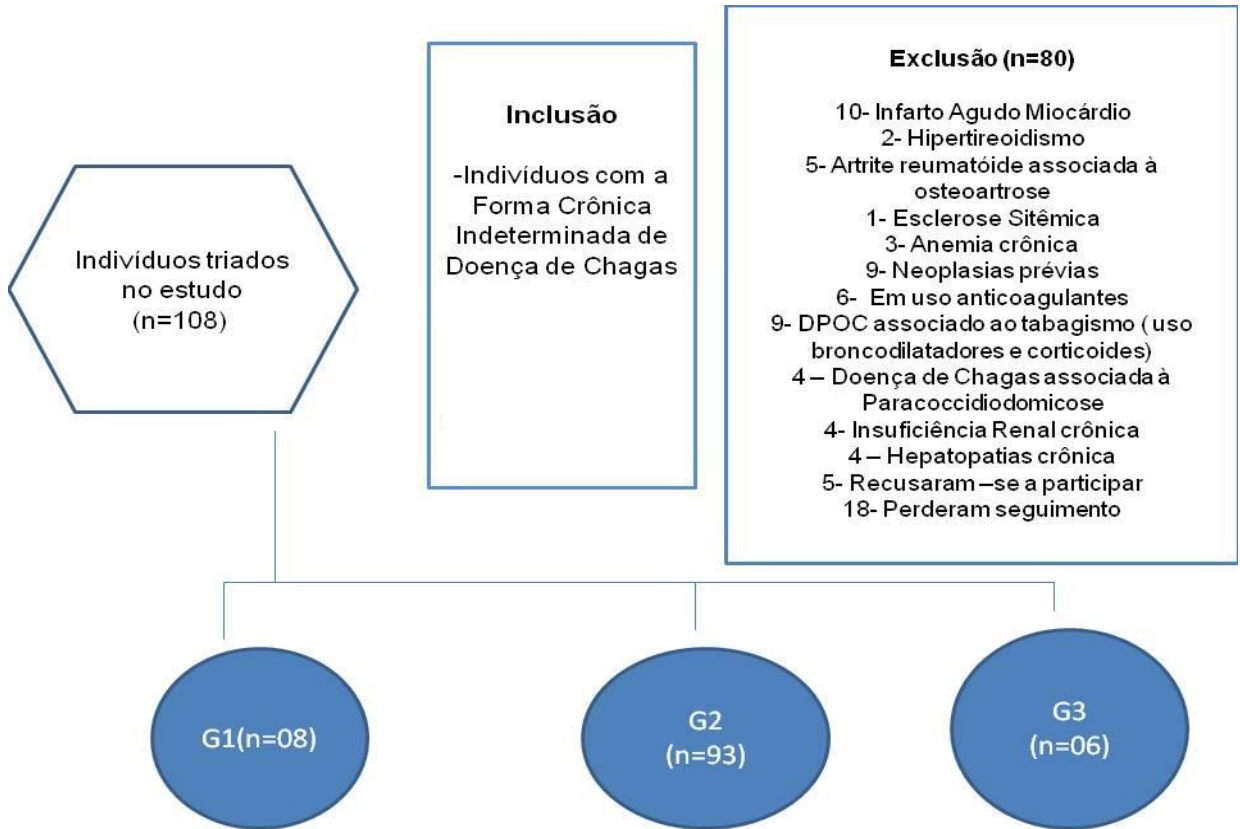 Indivíduos triados
no estudo
(n=108)
Inclusão
-Indivíduos com a
Forma Crônica
Indeterminada de
Doença de Chagas
Exclusão (n=80)
10- Infarto Agudo Miocárdio
2- Hipertireoidismo
5- Artrite reumatóide associada à
osteoartrose
1- Esclerose Sitêmica
3- Anemia crônica
9- Neoplasias prévias
6- Em uso anticoagulantes
9- DPOC associado ao tabagismo ( uso
broncodilatadores e corticoides)
4 – Doença de Chagas associada à
Paracoccidiodomicose
4- Insuficiência Renal crônica
4 – Hepatopatias crônica
5- Recusaram –se a participar
18- Perderam seguimento
G1(n=08)
G2
(n=93)
G3
(n=06)